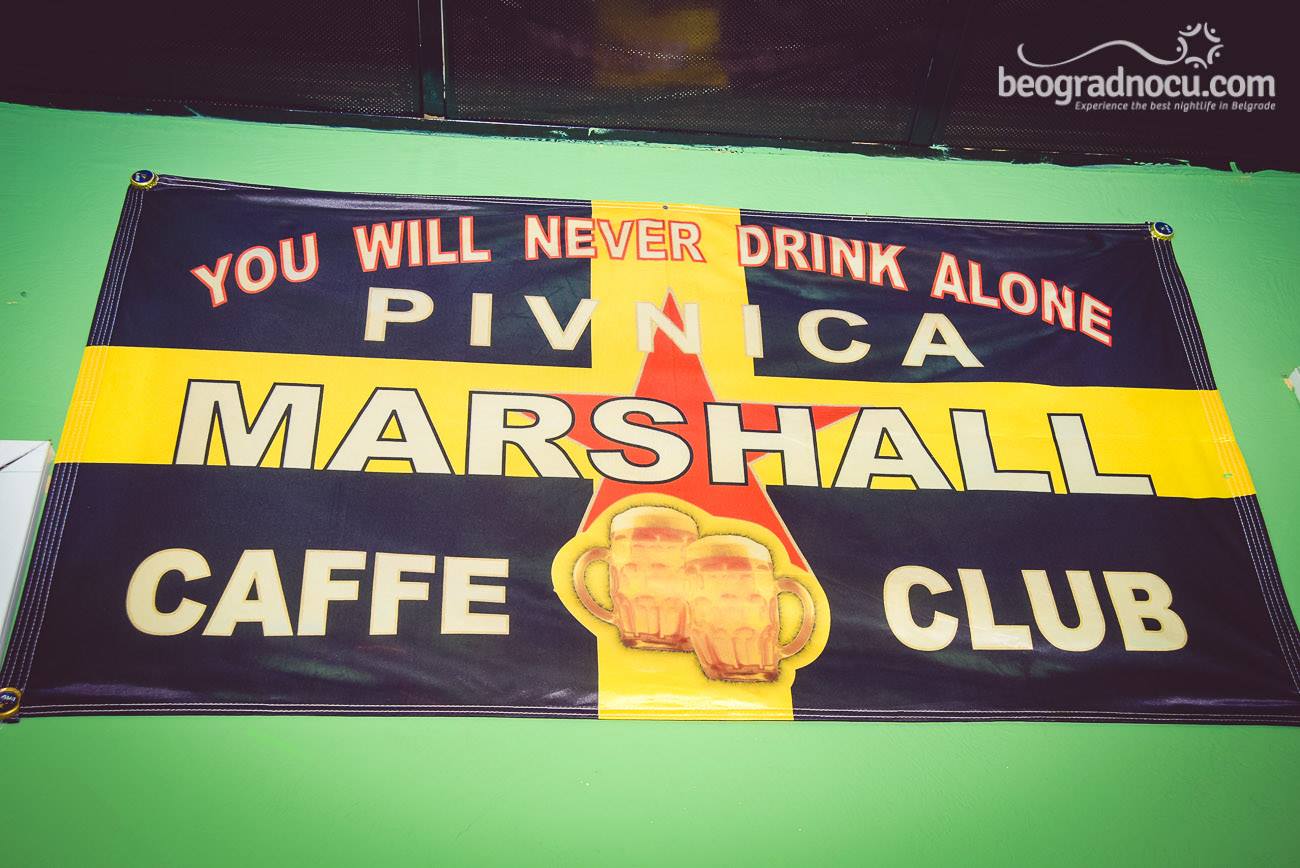 beogradnocu.com
Experience the best nightlife in Belgrade
YOU WILL NEVER DRINK ALONE
PIVNICA
MARSHALL
CAFFE CLUB